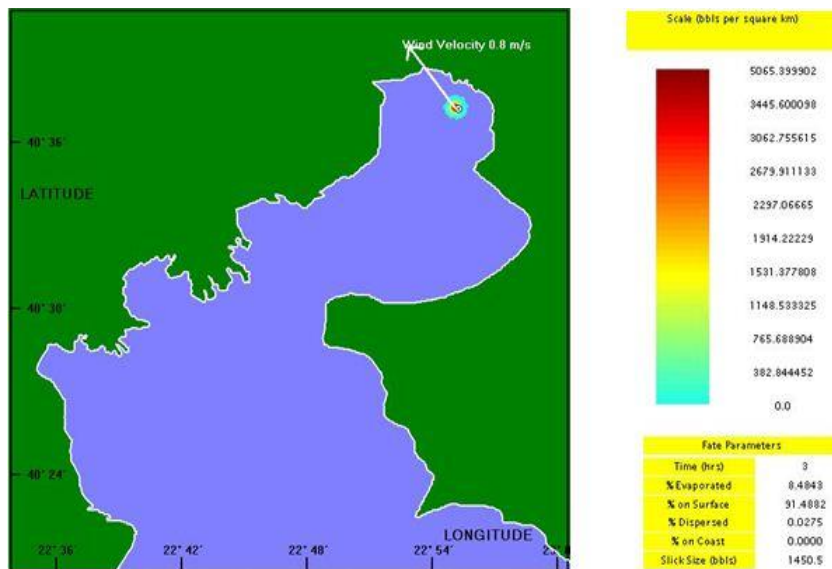 Wind Velocity 0.8 m/s
40° 36'
LATITUDE
40° 30'
40° 24'
LONGITUDE
22° 36'
22° 42'
22° 48'
22° 54'
Scale (bbls per square km)
5065.399902
3445.600098
3062.755615
2679.911133
2297.06665
1914.22229
1531.377808
1148.533325
765.688904
382.844452
0.0
Fate Parameters
Time (hrs) 3
% Evaporated 8.4843
% on Surface 91.4882
% Dispersed 0.0275
% on Coast 0.0000
Slick Size (bbls) 1450.5